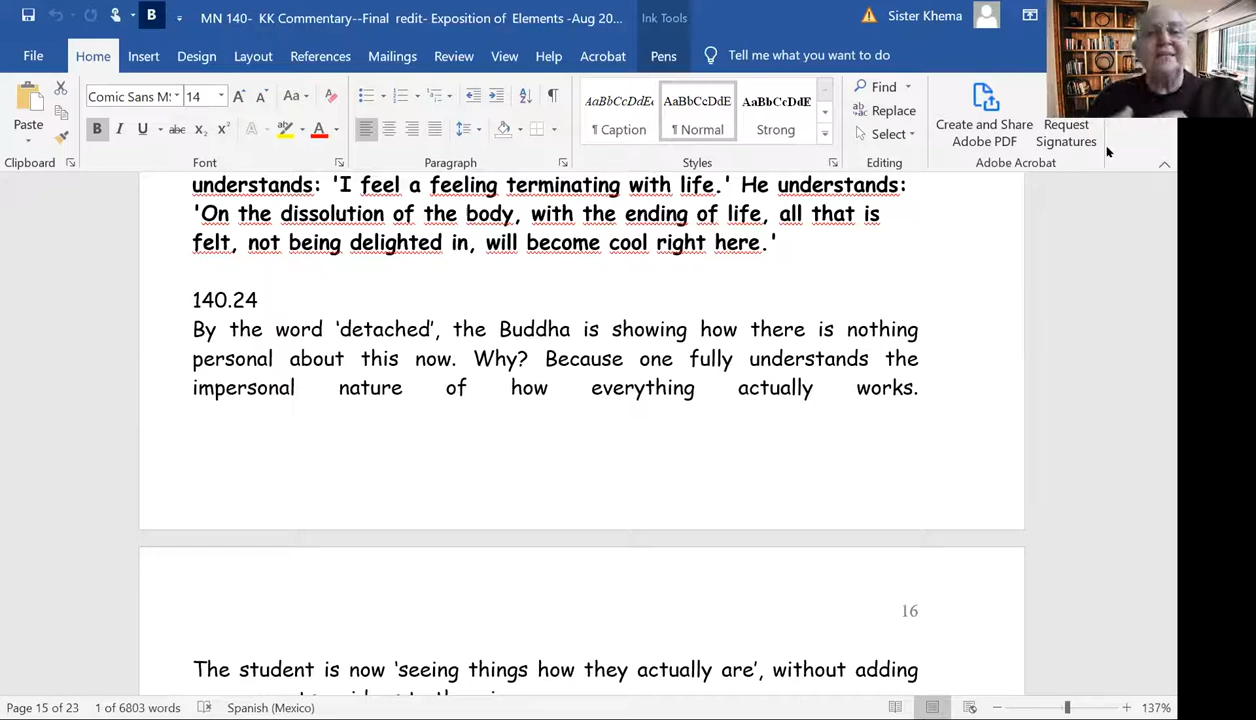 MN 140- KK Commentary--Final redit- Exposition of Elements -Aug 20...
Ink Tools
Sister Khema
File Home Insert Draw Design Layout References Mailings Review View Help Acrobat Pens Tell me what you want to do
Paste
Clipboard
Comic Sans M 14
Font
Paragraph
AaBbCcDdE AaBbCcDdE AaBbCcDdE
¶ Caption ¶ Normal Strong
Styles
Find
Replace
Select
Editing
Create and Share Adobe PDF
Request Signatures
Adobe Acrobat
understands: 'I feel a feeling terminating with life.' He understands:
'On the dissolution of the body, with the ending of life, all that is
felt, not being delighted in, will become cool right here.'
140.24
By the word ‘detached’, the Buddha is showing how there is nothing
personal about this now. Why? Because one fully understands the
impersonal nature of how everything actually works.
16
The student is now ‘seeing things how they actually are’, without adding
Page 15 of 23 1 of 6803 words Spanish (Mexico) 137%